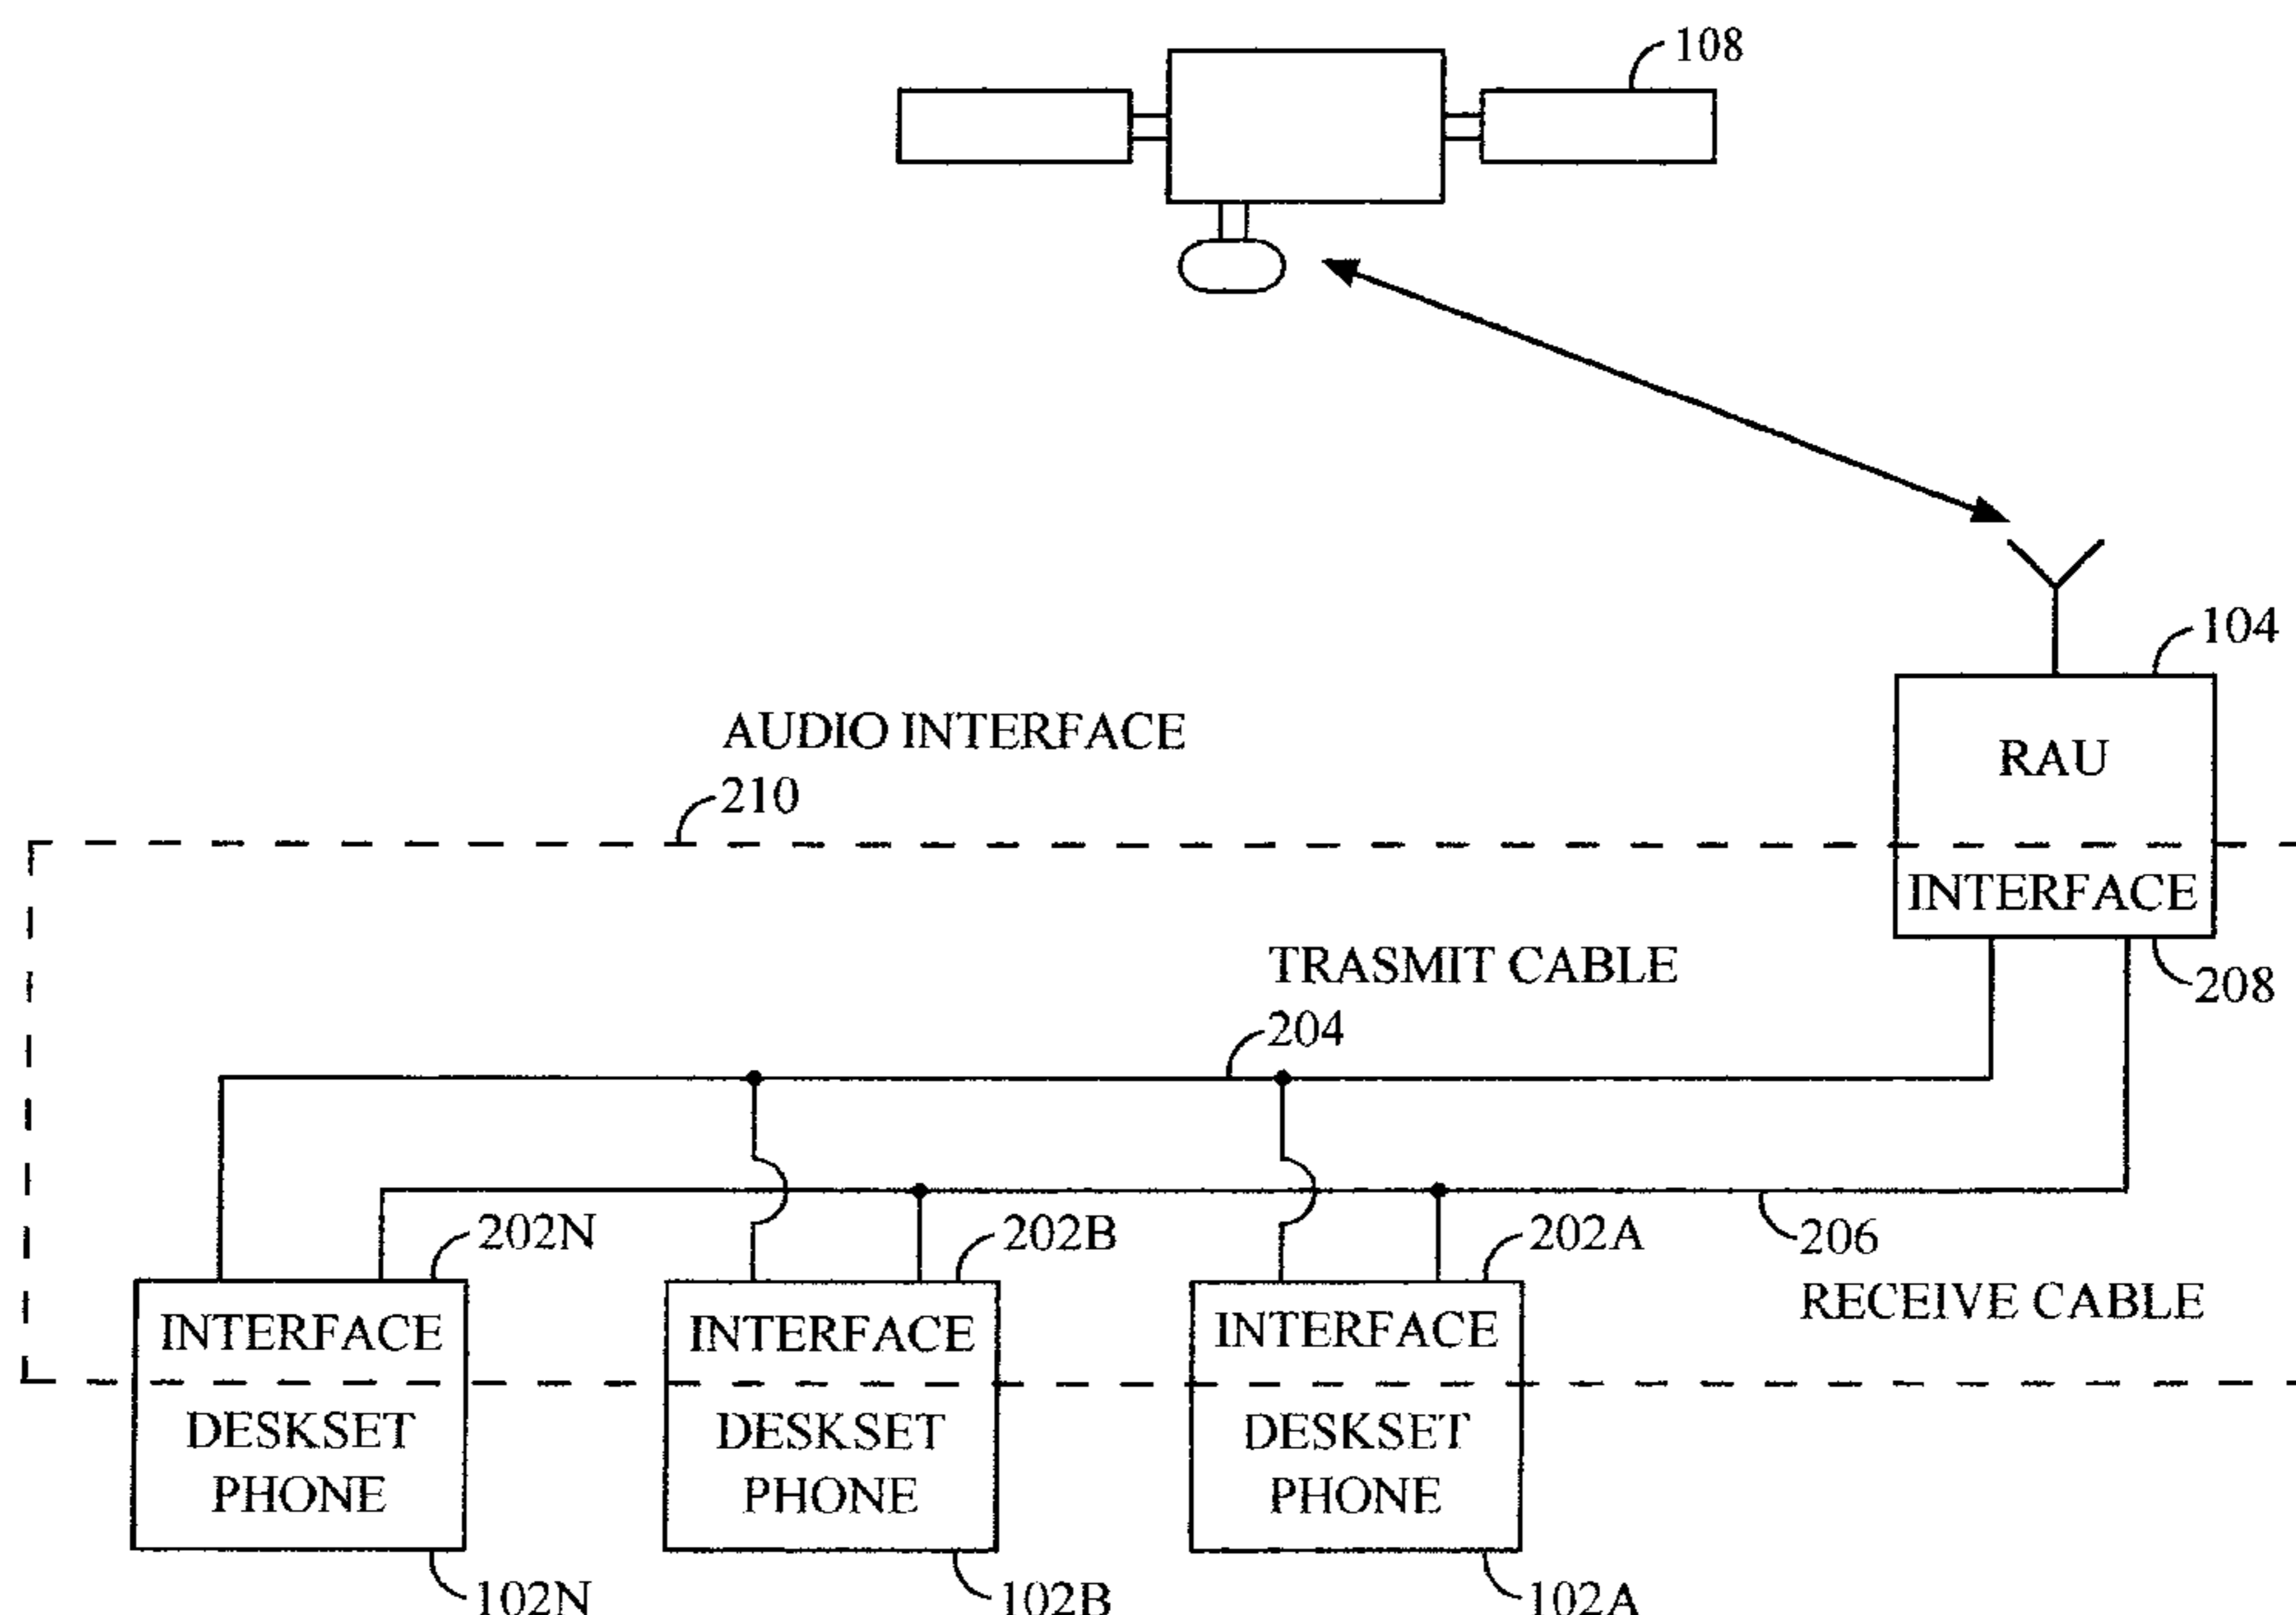 108
104
RAU
AUDIO INTERFACE
210
INTERFACE
TRASMIT CABLE
208
204
202N
202B
202A
206
RECEIVE CABLE
INTERFACE
INTERFACE
INTERFACE
DESKSET
PHONE
DESKSET
PHONE
DESKSET
PHONE
102N
102B
102A